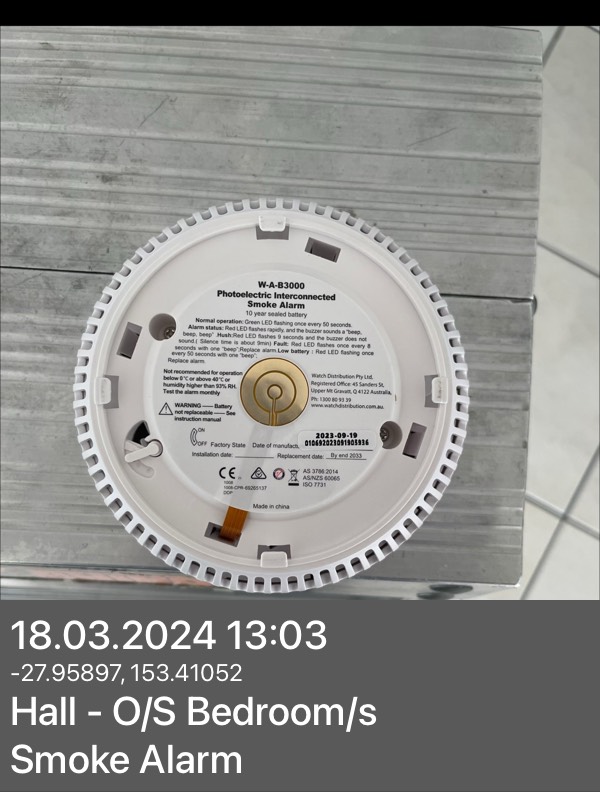 W-A-B3000
Photoelectric Interconnected
Smoke Alarm
10 year sealed battery
Normal operation: Green LED flashing once every 50 seconds.
Alarm status: Red LED flashes rapidly, and the buzzer sounds a "beep,
beep, beep" .Hush:Red LED flashes 9 seconds and the buzzer does not
sound.( Silence time is about 9min) Fault: Red LED flashes once every 8
seconds with one "beep";Replace alarm.Low battery : Red LED flashing once
every 50 seconds with one "beep";
Replace alarm.
Not recommended for operation
below 0°C or above 40°C or
humidity higher than 93% RH.
Test the alarm monthly
WARNING — Battery
not replaceable — See
instruction manual
Watch Distribution Pty Ltd,
Registered Office: 45 Sanders St,
Upper Mt Gravatt, Q 4122 Australia,
Ph: 1300 80 93 39
www.watchdistribution.com.au.
ON
OFF Factory State
Date of manufacture
2023-09-19
Installation date:
Replacement date: By end 2033
CE
1008
DDP
AS 3786:2014
AS/NZS 60065
ISO 7731
Made in china
18.03.2024 13:03
-27.95897, 153.41052
Hall - O/S Bedroom/s
Smoke Alarm